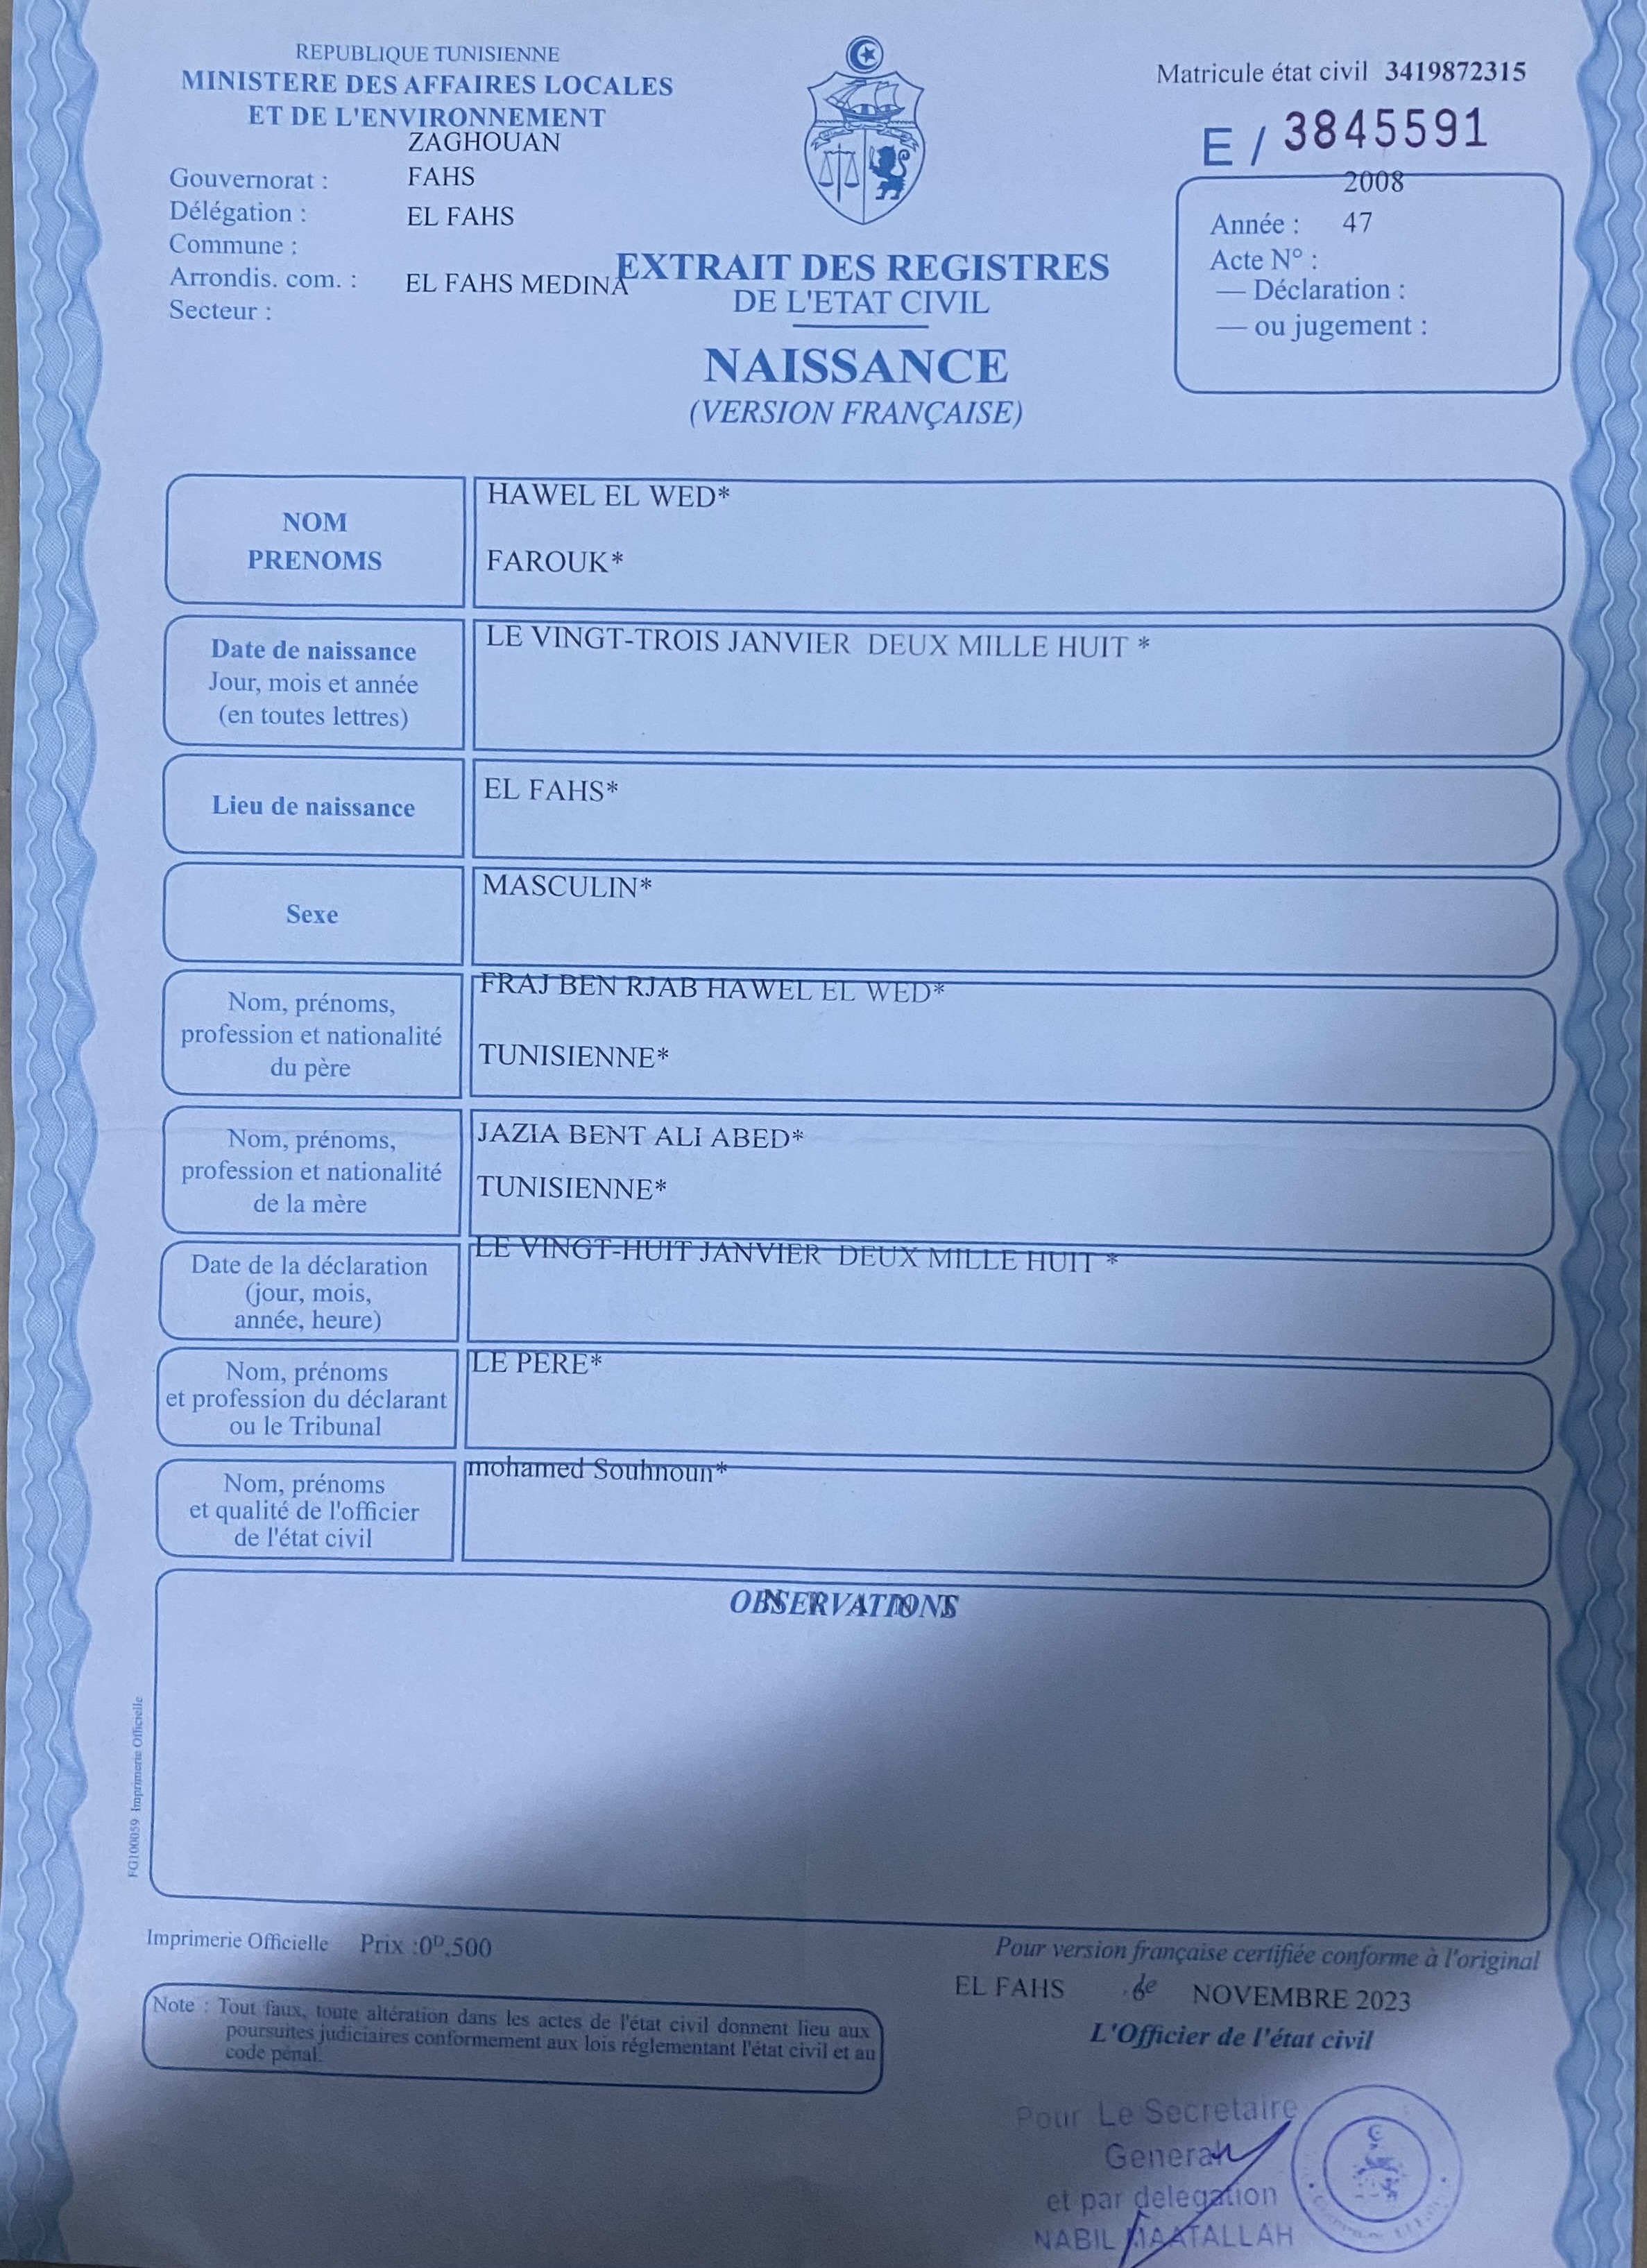 REPUBLIQUE TUNISIENNE
MINISTERE DES AFFAIRES LOCALES
ET DE L'ENVIRONNEMENT
ZAGHOUAN
Gouvernorat : FAHS
Délégation : EL FAHS
Commune :
Arrondis. com. : EL FAHS MEDINA
Secteur :
Matricule état civil 3419872315
E / 3845591
2008
Année : 47
Acte N° :
— Déclaration :
— ou jugement :
EXTRAIT DES REGISTRES
DE L'ETAT CIVIL
NAISSANCE
(VERSION FRANÇAISE)
NOM
PRENOMS
HAWEL EL WED*
FAROUK*
Date de naissance
Jour, mois et année
(en toutes lettres)
LE VINGT-TROIS JANVIER DEUX MILLE HUIT *
Lieu de naissance
EL FAHS*
Sexe
MASCULIN*
Nom, prénoms,
profession et nationalité
du père
FRAJ BEN RJAB HAWEL EL WED*
TUNISIENNE*
Nom, prénoms,
profession et nationalité
de la mère
JAZIA BENT ALI ABED*
TUNISIENNE*
Date de la déclaration
(jour, mois,
année, heure)
LE VINGT-HUIT JANVIER DEUX MILLE HUIT *
Nom, prénoms
et profession du déclarant
ou le Tribunal
LE PERE*
Nom, prénoms
et qualité de l'officier
de l'état civil
mohamed Souhnoun*
OBSERVATIONS
FG100059 Imprimerie Officielle
Imprimerie Officielle Prix :0ᴰ,500
Note : Tout faux, toute altération dans les actes de l'état civil donnent lieu aux
poursuites judiciaires conformement aux lois réglementant l'état civil et au
code pénal.
Pour version française certifiée conforme à l'original
EL FAHS NOVEMBRE 2023
L'Officier de l'état civil
Pour Le Secretaire
General
et par delegation
NABIL MAATALLAH